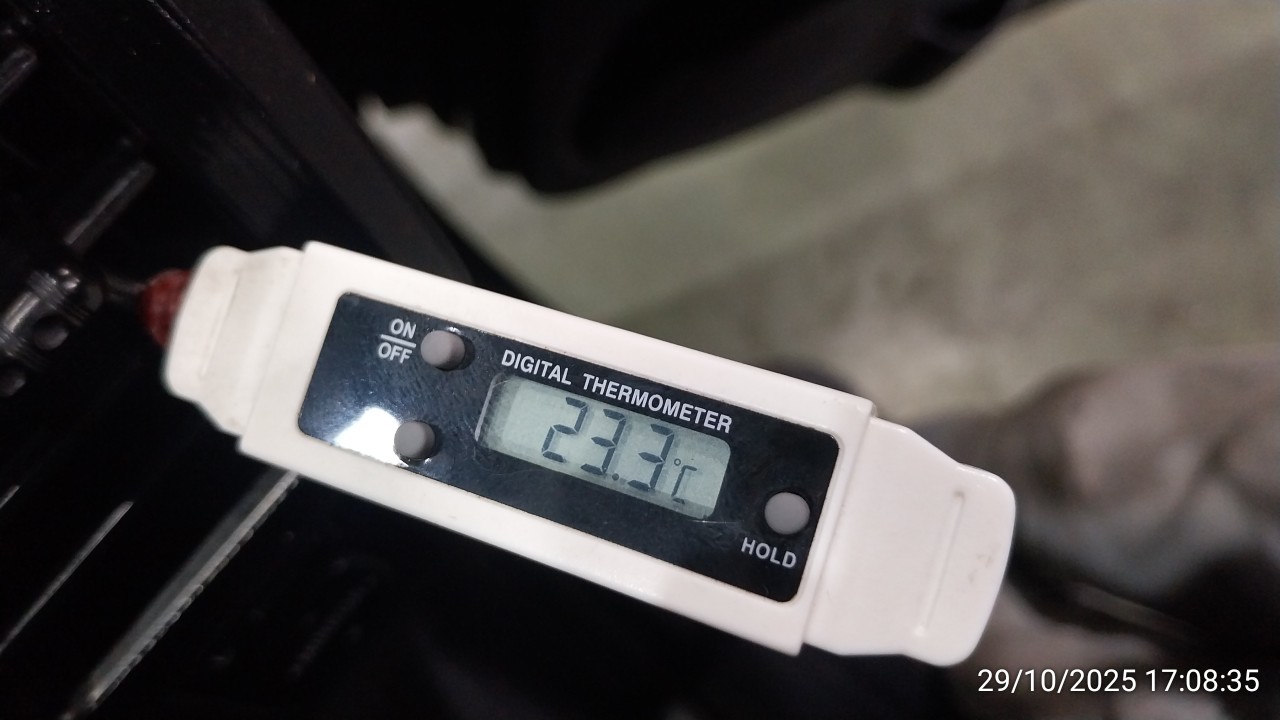 ON
OFF
DIGITAL THERMOMETER
23.3°C
HOLD
29/10/2025 17:08:35